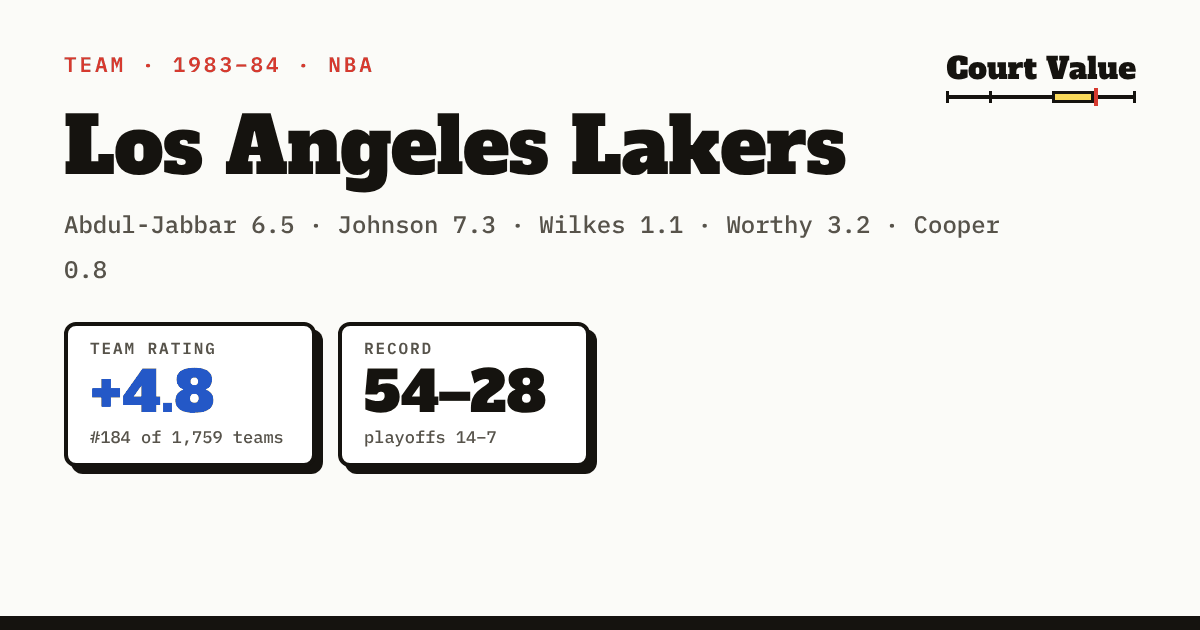 TEAM · 1983–84 · NBA
Court Value
Los Angeles Lakers
Abdul-Jabbar 6.5 · Johnson 7.3 · Wilkes 1.1 · Worthy 3.2 · Cooper
0.8
TEAM RATING
+4.8
#184 of 1,759 teams
RECORD
54–28
playoffs 14–7